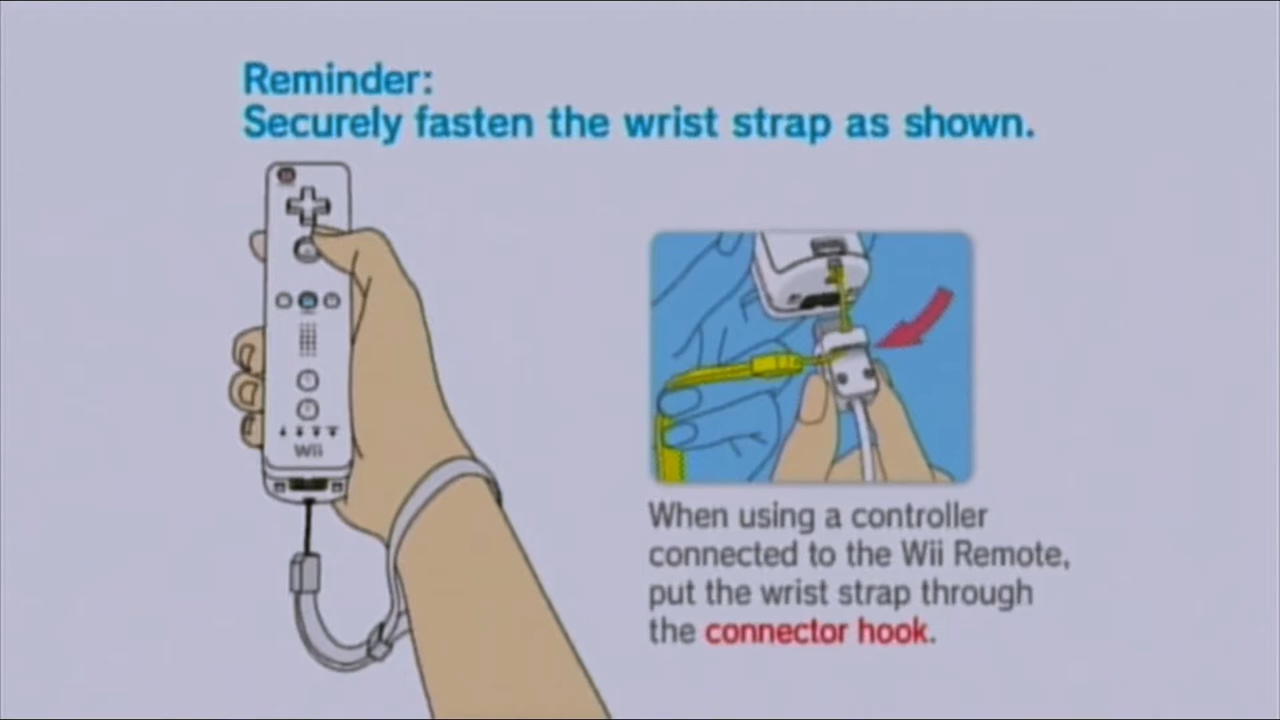 Reminder:
Securely fasten the wrist strap as shown.
Wii
When using a controller
connected to the Wii Remote,
put the wrist strap through
the connector hook.